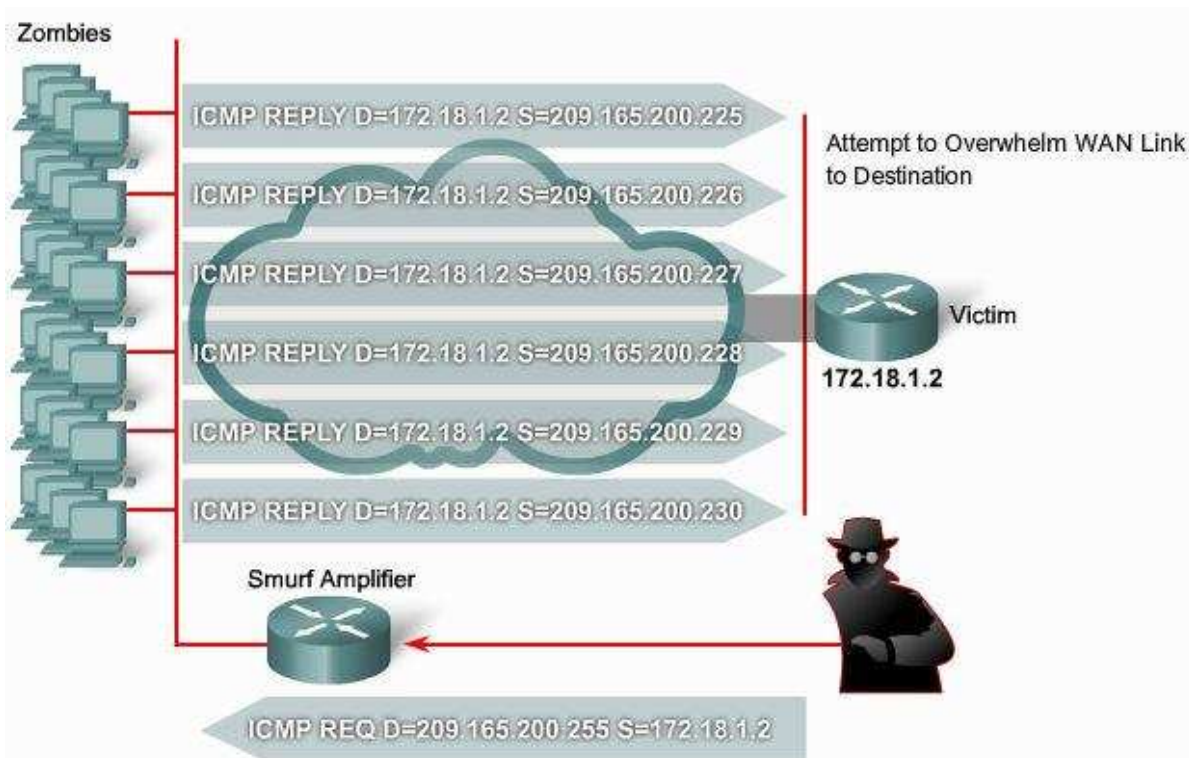 Zombies
ICMP REPLY D=172.18.1.2 S=209.165.200.225
Attempt to Overwhelm WAN Link
to Destination
ICMP REPLY D=172.18.1.2 S=209.165.200.226
ICMP REPLY D=172.18.1.2 S=209.165.200.227
Victim
ICMP REPLY D=172.18.1.2 S=209.165.200.228
172.18.1.2
ICMP REPLY D=172.18.1.2 S=209.165.200.229
ICMP REPLY D=172.18.1.2 S=209.165.200.230
Smurf Amplifier
ICMP REQ D=209.165.200.255 S=172.18.1.2